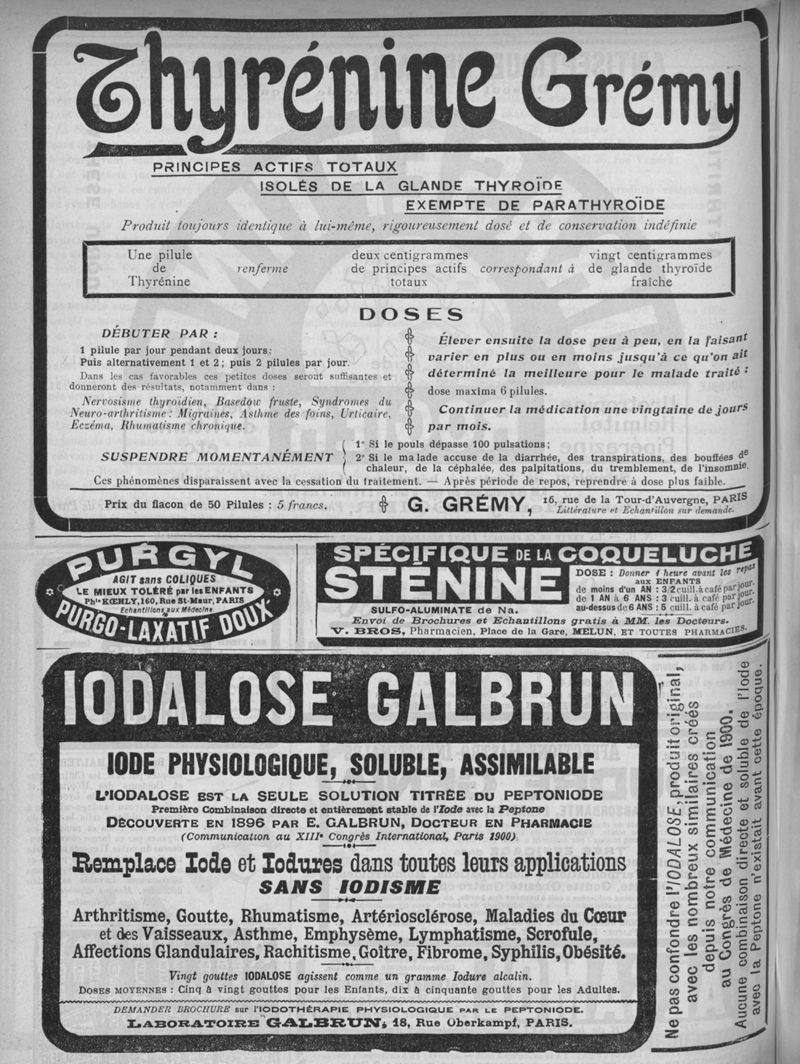 Thyrénine Grémy
PRINCIPES ACTIFS TOTAUX
ISOLÉS DE LA GLANDE THYROÏDE
EXEMPTE DE PARATHYROÏDE
Produit toujours identique à lui-même, rigoureusement dosé et de conservation indéfinie
Une pilule de Thyrénine renferme deux centigrammes de principes actifs totaux correspondant à vingt centigrammes de glande thyroïde fraîche
DOSES
DÉBUTER PAR :
1 pilule par jour pendant deux jours;
Puis alternativement 1 et 2; puis 2 pilules par jour.
Dans les cas favorables ces petites doses seront suffisantes et
donneront des résultats, notamment dans :
Nervosisme thyroïdien, Basedow fruste, Syndromes du
Neuro-arthritisme : Migraines, Asthme des foins, Urticaire,
Eczéma, Rhumatisme chronique.
Élever ensuite la dose peu à peu, en la faisant
varier en plus ou en moins jusqu'à ce qu'on ait
déterminé la meilleure pour le malade traité :
dose maxima 6 pilules.
Continuer la médication une vingtaine de jours
par mois.
SUSPENDRE MOMENTANÉMENT
1º Si le pouls dépasse 100 pulsations;
2º Si le malade accuse de la diarrhée, des transpirations, des bouffées de
chaleur, de la céphalée, des palpitations, du tremblement, de l'insomnie.
Ces phénomènes disparaissent avec la cessation du traitement. — Après période de repos, reprendre à dose plus faible.
Prix du flacon de 50 Pilules : 5 francs.
G. GRÉMY, 16, rue de la Tour-d'Auvergne, PARIS
Littérature et Echantillon sur demande.
PURGYL
AGIT sans COLIQUES
LE MIEUX TOLÉRÉ par les ENFANTS
Phie KŒHLY, 160, Rue St-Maur, PARIS
Echantillons aux Médecins
PURGO-LAXATIF DOUX
SPÉCIFIQUE DE LA COQUELUCHE
STÉNINE
SULFO-ALUMINATE de Na.
DOSE : Donner 1 heure avant les repas
aux ENFANTS
de moins d'UN AN : 3/2 cuill. à café par jour.
de 1 AN à 6 ANS : 3 cuill. à café par jour.
au-dessus de 6 ANS : 5 cuill. à café par jour.
Envoi de Brochures et Echantillons gratis à MM. les Docteurs.
V. BROS, Pharmacien, Place de la Gare, MELUN, ET TOUTES PHARMACIES.
IODALOSE GALBRUN
IODE PHYSIOLOGIQUE, SOLUBLE, ASSIMILABLE
L'IODALOSE EST LA SEULE SOLUTION TITRÉE DU PEPTONIODE
Première Combinaison directe et entièrement stable de l'Iode avec la Peptone
DÉCOUVERTE EN 1896 PAR E. GALBRUN, DOCTEUR EN PHARMACIE
(Communication au XIIIe Congrès International, Paris 1900).
Remplace Iode et Iodures dans toutes leurs applications
SANS IODISME
Arthritisme, Goutte, Rhumatisme, Artériosclérose, Maladies du Cœur
et des Vaisseaux, Asthme, Emphysème, Lymphatisme, Scrofule,
Affections Glandulaires, Rachitisme, Goître, Fibrome, Syphilis, Obésité.
Vingt gouttes IODALOSE agissent comme un gramme Iodure alcalin.
DOSES MOYENNES : Cinq à vingt gouttes pour les Enfants, dix à cinquante gouttes pour les Adultes.
DEMANDER BROCHURE sur l'IODOTHÉRAPIE PHYSIOLOGIQUE PAR LE PEPTONIODE.
LABORATOIRE GALBRUN, 18, Rue Oberkampf, PARIS.
Ne pas confondre l'IODALOSE, produit original,
avec les nombreux similaires créés
depuis notre communication
au Congrès de Médecine de 1900.
Aucune combinaison directe et soluble de l'Iode
avec la Peptone n'existait avant cette époque.